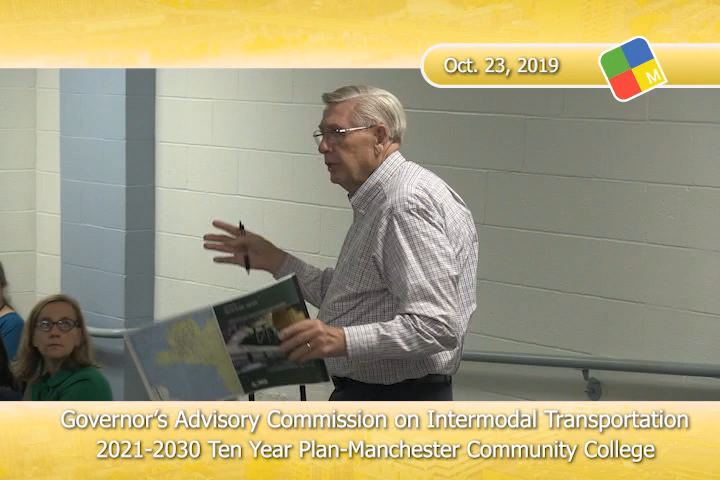 Oct. 23, 2019
M
Governor's Advisory Commission on Intermodal Transportation
2021-2030 Ten Year Plan-Manchester Community College